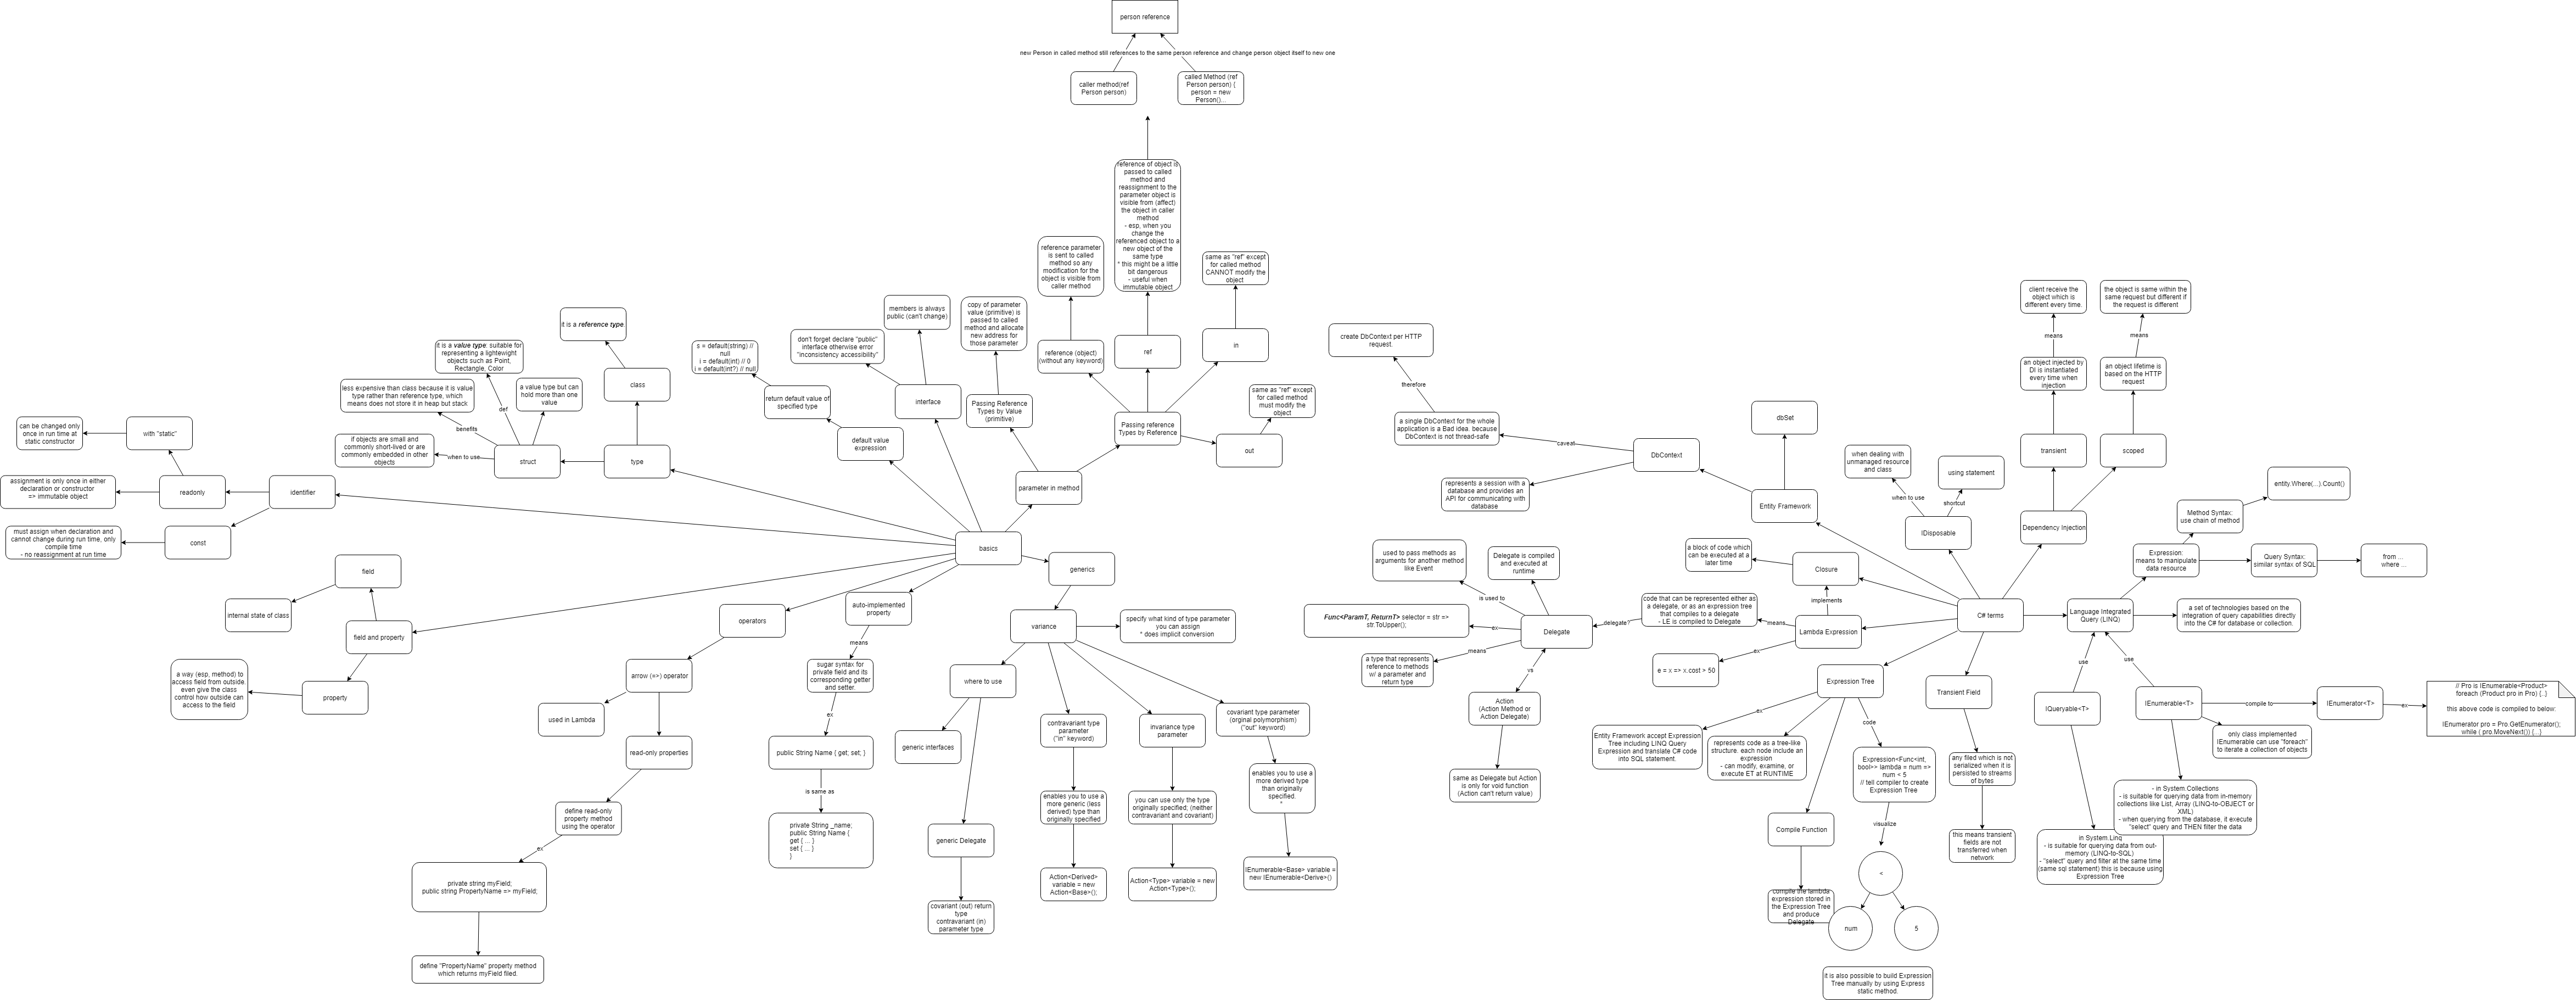 person reference
new Person in called method still references to the same person reference and change person object itself to new one
caller method(ref
Person person)
called Method (ref
Person person) {
person = new
Person()...
reference of object is
passed to called
method and
reassignment to the
parameter object is
visible from (affect)
the object in caller
method
- esp, when you
change the
referenced object to a
new object of the
same type
* this might be a little
bit dangerous
- useful when
immutable object
reference parameter
is sent to called
method so any
modification for the
object is visible from
caller method
same as "ref" except
for called method
CANNOT modify the
object
reference (object)
(without any keyword)
ref
in
same as "ref" except
for called method
must modify the
object
out
Passing reference
Types by Reference
copy of parameter
value (primitive) is
passed to called
method and allocate
new address for
those parameter
Passing Reference
Types by Value
(primitive)
parameter in method
members is always
public (can't change)
don't forget declare "public"
interface otherwise error
"inconsistency accessibility"
interface
s = default(string) //
null
i = default(int) // 0
i = default(int?) // null
return default value of
specified type
default value
expression
it is a reference type.
class
type
it is a value type: suitable for
representing a lightewight
objects such as Point,
Rectangle, Color
def
a value type but can
hold more than one
value
less expensive than class because it is value
type rather than reference type, which
means does not store it in heap but stack.
benefits
if objects are small and
commonly short-lived or are
commonly embedded in other
objects
when to use
struct
can be changed only
once in run time at
static constructor
with "static"
assignment is only once in either
declaration or constructor
=> immutable object
readonly
identifier
must assign when declaration and
cannot change during run time, only
compile time
- no reassignment at run time
const
basics
field
internal state of class
field and property
a way (esp, method) to
access field from outside.
even give the class
control how outside can
access to the field
property
operators
arrow (=>) operator
used in Lambda
read-only properties
define read-only
property method
using the operator
ex
private string myField;
public string PropertyName => myField;
define "PropertyName" property method
which returns myField filed.
auto-implemented
property
means
sugar syntax for
private field and its
corresponding getter
and setter.
ex
public String Name { get; set; }
is same as
private String _name;
public String Name {
get { ... }
set { ... }
}
generics
variance
specify what kind of type parameter
you can assign
* does implicit conversion
where to use
generic interfaces
generic Delegate
covariant (out) return
type
contravariant (in)
parameter type
contravariant type
parameter
("in" keyword)
enables you to use a
more generic (less
derived) type than
originally specified
Action<Derived>
variable = new
Action<Base>();
invariance type
parameter
you can use only the type
originally specified; (neither
contravariant and covariant)
Action<Type> variable = new
Action<Type>();
covariant type parameter
(orginal polymorphism)
("out" keyword)
enables you to use a
more derived type
than originally
specified.
*
IEnumerable<Base> variable =
new IEnumerable<Derive>()
create DbContext per HTTP
request.
therefore
a single DbContext for the whole
application is a Bad idea. because
DbContext is not thread-safe
caveat
DbContext
represents a session with a
database and provides an
API for communicating with
database
dbSet
Entity Framework
when dealing with
unmanaged resource
and class
when to use
using statement
shortcut
IDisposable
client receive the
object which is
different every time.
means
an object injected by
DI is instantiated
every time when
injection
transient
the object is same within the
same request but different if
the request is different
means
an object lifetime is
based on the HTTP
request
scoped
Dependency Injection
a block of code which
can be executed at a
later time
Closure
implements
C# terms
Lambda Expression
means
code that can be represented either as
a delegate, or as an expression tree
that compiles to a delegate
- LE is compiled to Delegate
delegate?
ex
e = x => x.cost > 50
used to pass methods as
arguments for another method
like Event
is used to
Delegate is compiled
and executed at
runtime
Func<ParamT, ReturnT> selector = str =>
str.ToUpper();
ex
Delegate
means
a type that represents
reference to methods
w/ a parameter and
return type
vs
Action
(Action Method or
Action Delegate)
same as Delegate but Action
is only for void function
(Action can't return value)
Expression Tree
ex
Entity Framework accept Expression
Tree including LINQ Query
Expression and translate C# code
into SQL statement.
represents code as a tree-like
structure. each node include an
expression
- can modify, examine, or
execute ET at RUNTIME
code
Expression<Func<int,
bool>> lambda = num =>
num < 5
// tell compiler to create
Expression Tree
visualize
<
num
5
Compile Function
compile the lambda
expression stored in
the Expression Tree
and produce
Delegate
it is also possible to build Expression
Tree manually by using Express
static method.
Transient Field
any filed which is not
serialized when it is
persisted to streams
of bytes
this means transient
fields are not
transferred when
network
Language Integrated
Query (LINQ)
a set of technologies based on the
integration of query capabilities directly
into the C# for database or collection.
Expression:
means to manipulate
data resource
Method Syntax:
use chain of method
entity.Where(...).Count()
Query Syntax:
similar syntax of SQL
from ...
where ...
use
IQueryable<T>
in System.Linq
- is suitable for querying data from out-
memory (LINQ-to-SQL)
- "select" query and filter at the same time
(same sql statement) this is because using
Expression Tree
use
IEnumerable<T>
- in System.Collections
- is suitable for querying data from in-memory
collections like List, Array (LINQ-to-OBJECT or
XML)
- when querying from the database, it execute
"select" query and THEN filter the data
only class implemented
IEnumerable can use "foreach"
to iterate a collection of objects
compile to
IEnumerator<T>
ex
// Pro is IEnumerable<Product>
foreach (Product pro in Pro) {..}
this above code is compiled to below:
IEnumerator pro = Pro.GetEnumerator();
while ( pro.MoveNext()) {...}